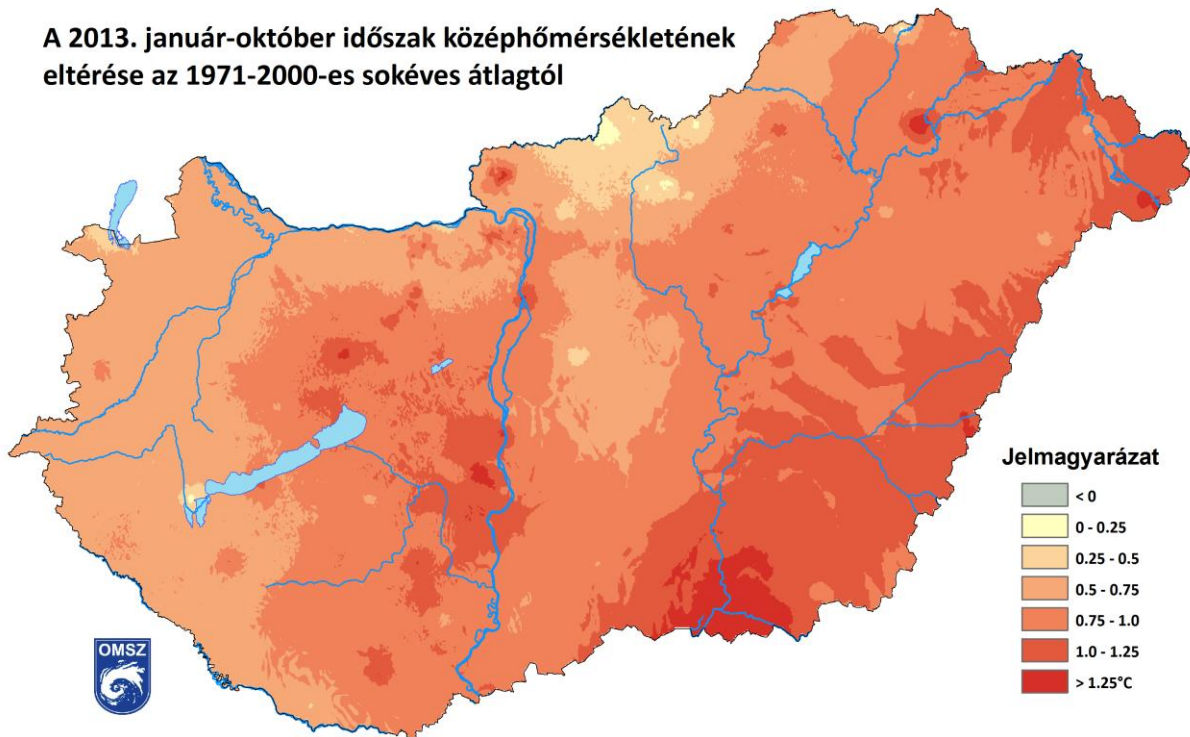 A 2013. január-október időszak középhőmérsékletének
eltérése az 1971-2000-es sokéves átlagtól
Jelmagyarázat
< 0
0 - 0.25
0.25 - 0.5
0.5 - 0.75
0.75 - 1.0
1.0 - 1.25
> 1.25°C
OMSZ